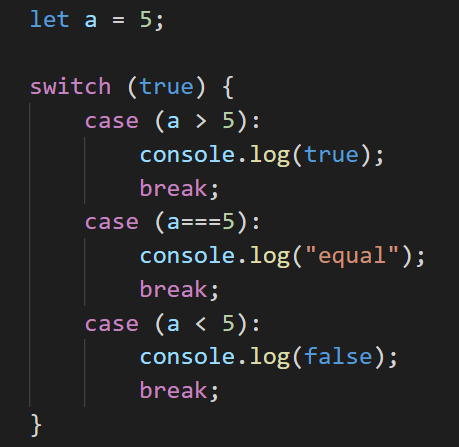 let a = 5;

switch (true) {
    case (a > 5):
        console.log(true);
        break;
    case (a===5):
        console.log("equal");
        break;
    case (a < 5):
        console.log(false);
        break;
}